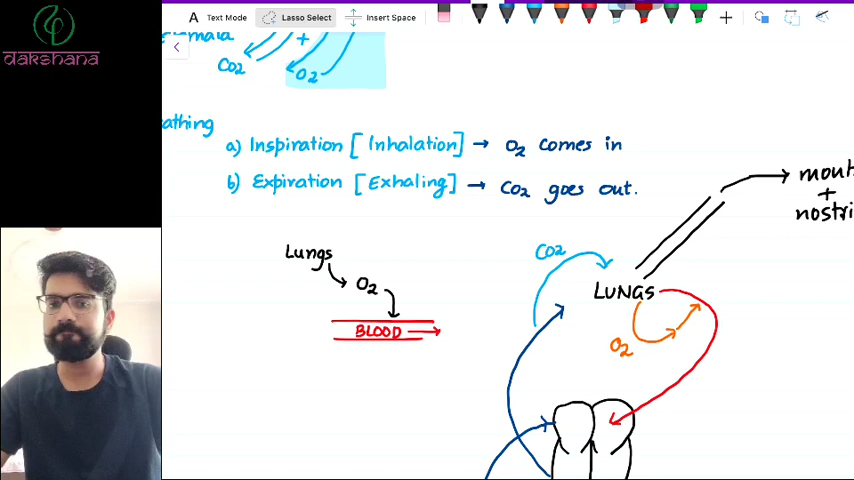 dakshana
A Text Mode Lasso Select Insert Space
+
CO2
O2
a) Inspiration [Inhalation] → O2 comes in
b) Expiration [Exhaling] → CO2 goes out.
+
CO2
Lungs
O2
LUNGS
BLOOD
O2